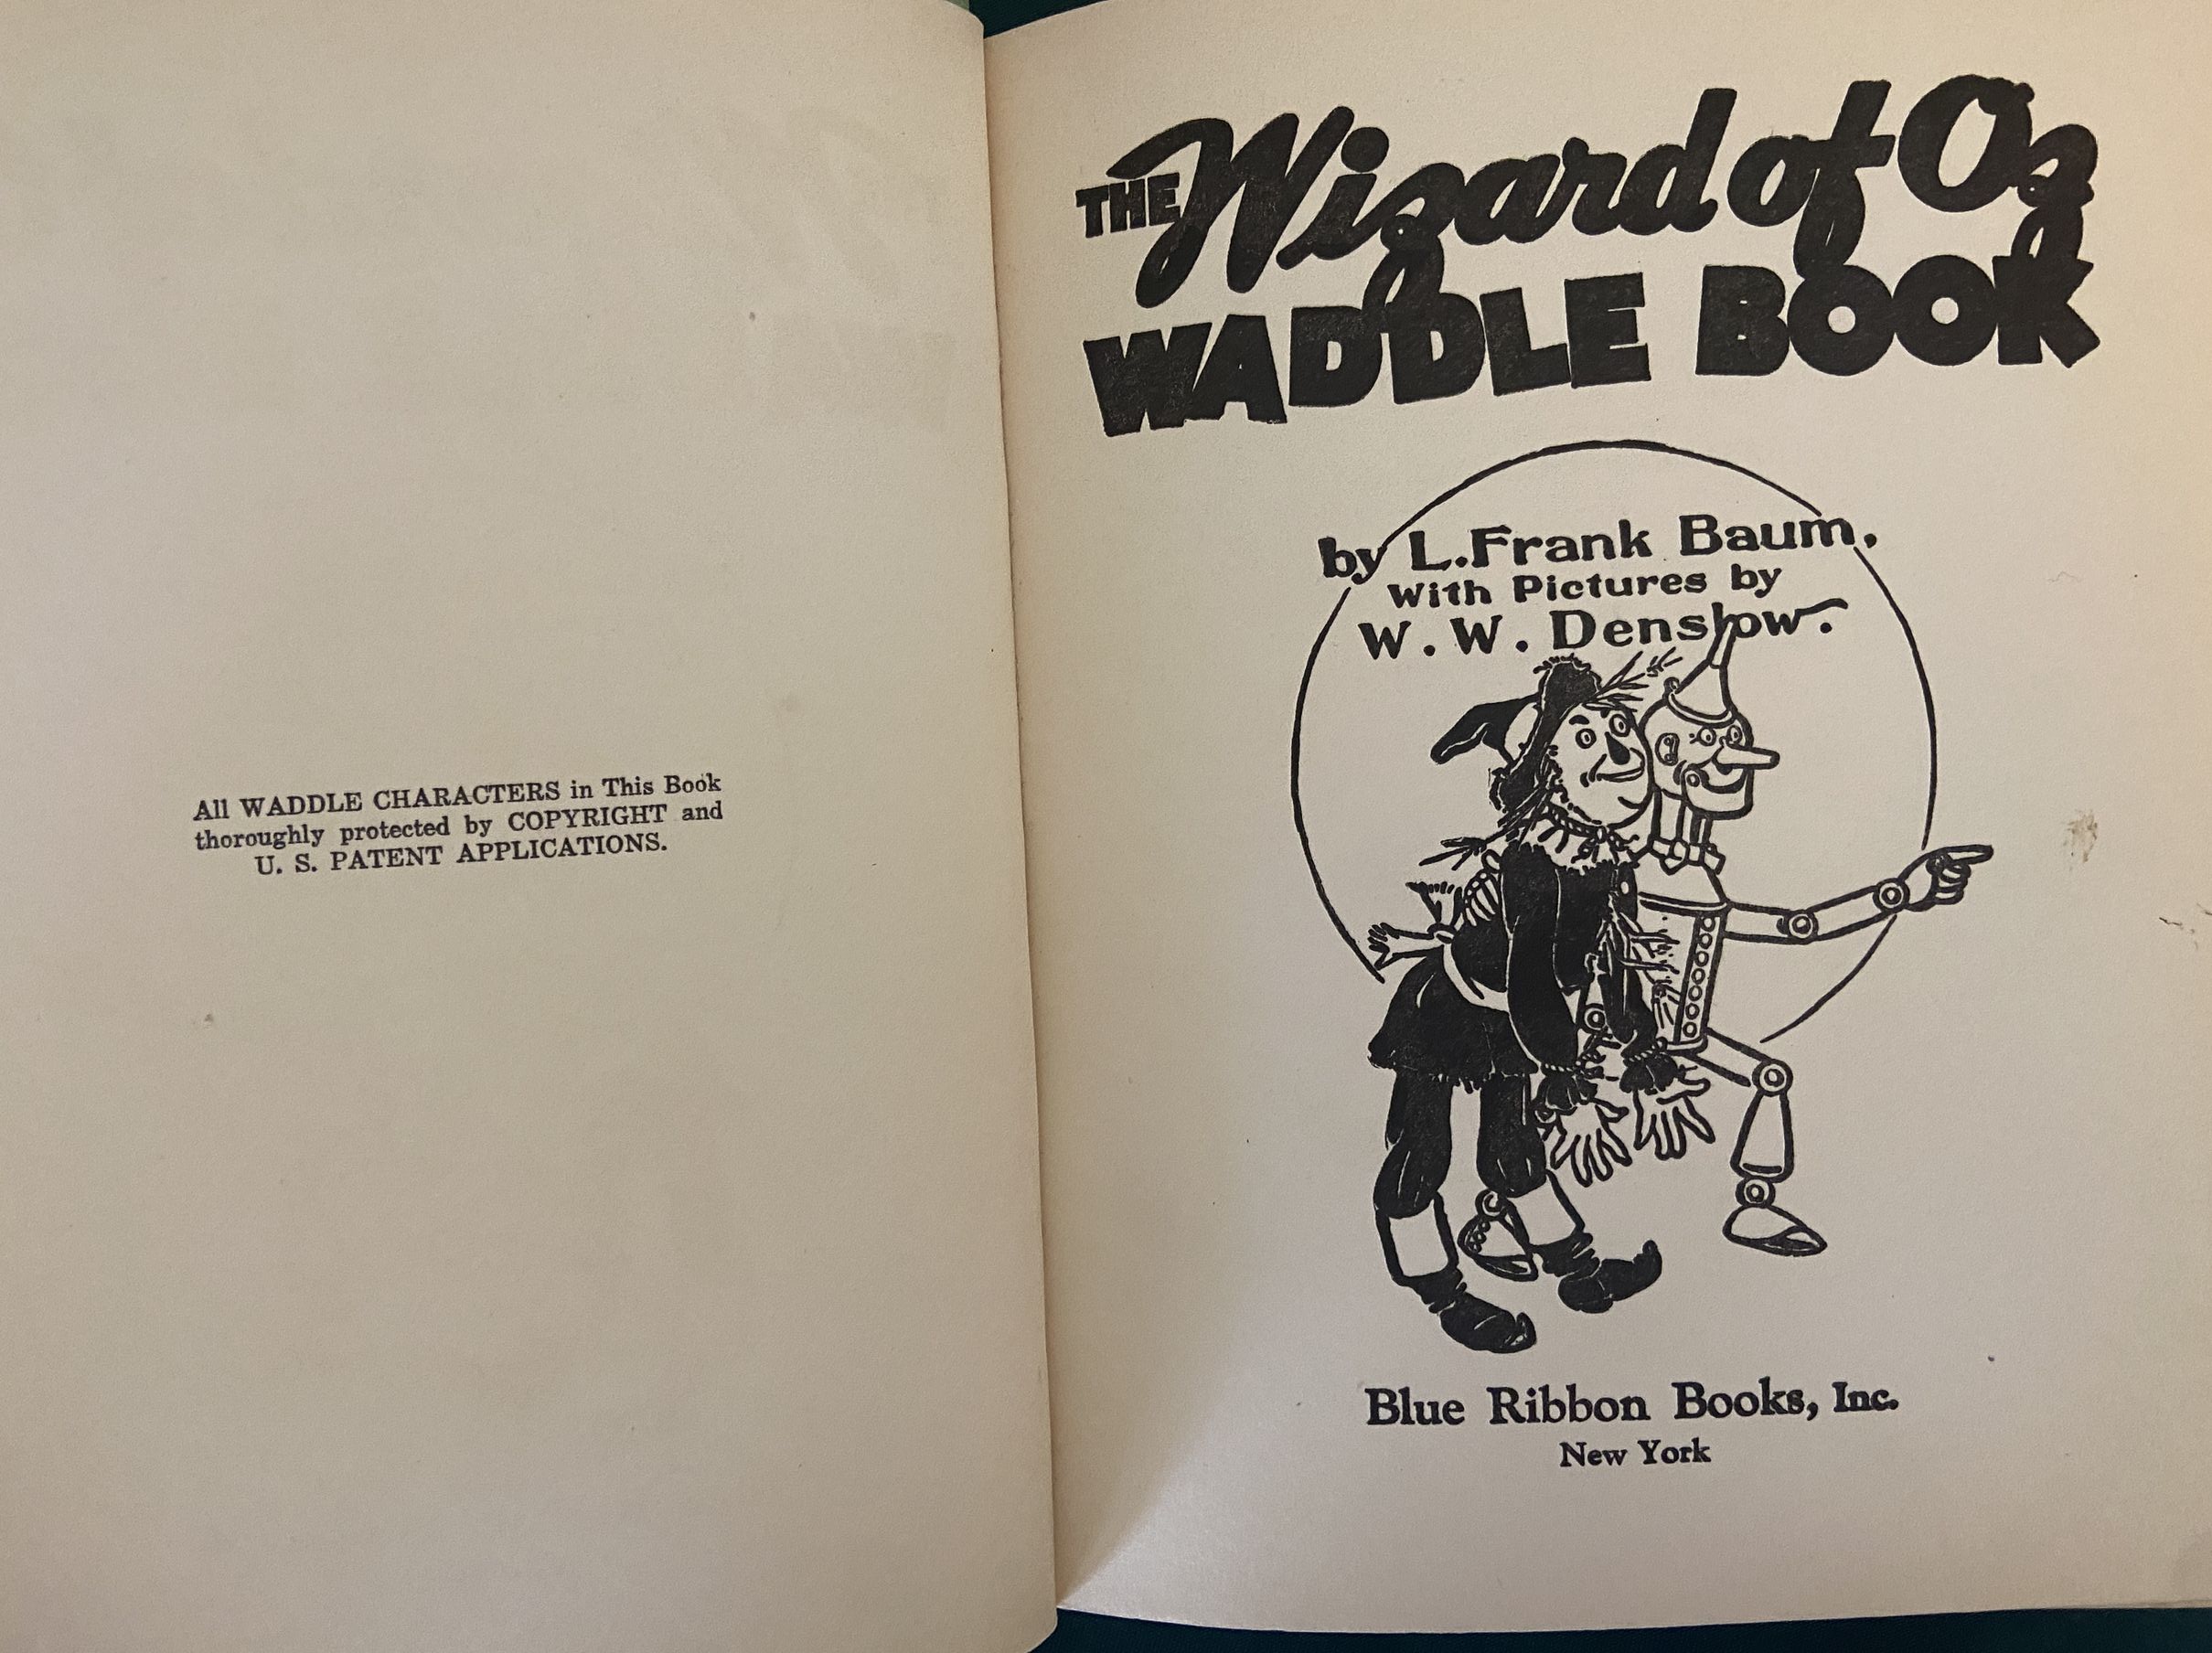 All WADDLE CHARACTERS in This Book
thoroughly protected by COPYRIGHT and
U. S. PATENT APPLICATIONS.
THE Wizard of Oz
WADDLE BOOK
by L. Frank Baum,
With Pictures by
W. W. Denslow.
Blue Ribbon Books, Inc.
New York